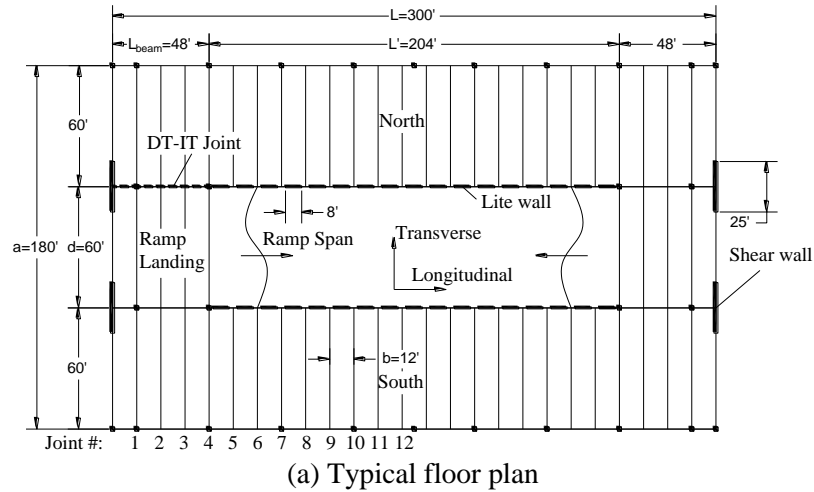 L=300'
L_beam=48' L'=204' 48'
60'
North
DT-IT Joint
Lite wall
8'
25'
a=180' d=60'
Ramp Landing
Ramp Span
Transverse
Longitudinal
Shear wall
b=12'
60'
South
Joint #: 1 2 3 4 5 6 7 8 9 10 11 12
(a) Typical floor plan